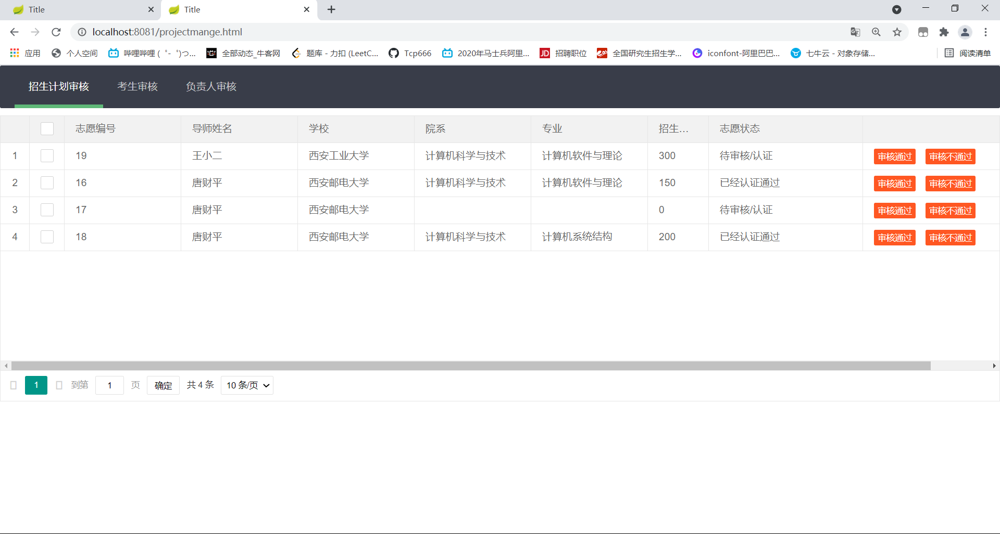 Title
Title
localhost:8081/projectmange.html
应用
个人空间
哔哩哔哩 ( ゜- ゜)つ...
全部动态_牛客网
题库 - 力扣 (LeetC...
Tcp666
2020年马士兵阿里...
招聘职位
全国研究生招生学...
iconfont-阿里巴巴...
七牛云 - 对象存储...
阅读清单
招生计划审核 考生审核 负责人审核
志愿编号 导师姓名 学校 院系 专业 招生... 志愿状态
1 19 王小二 西安工业大学 计算机科学与技术 计算机软件与理论 300 待审核/认证 审核通过 审核不通过
2 16 唐财平 西安邮电大学 计算机科学与技术 计算机软件与理论 150 已经认证通过 审核通过 审核不通过
3 17 唐财平 西安邮电大学 0 待审核/认证 审核通过 审核不通过
4 18 唐财平 西安邮电大学 计算机科学与技术 计算机系统结构 200 已经认证通过 审核通过 审核不通过
1 到第 1 页 确定 共 4 条 10 条/页